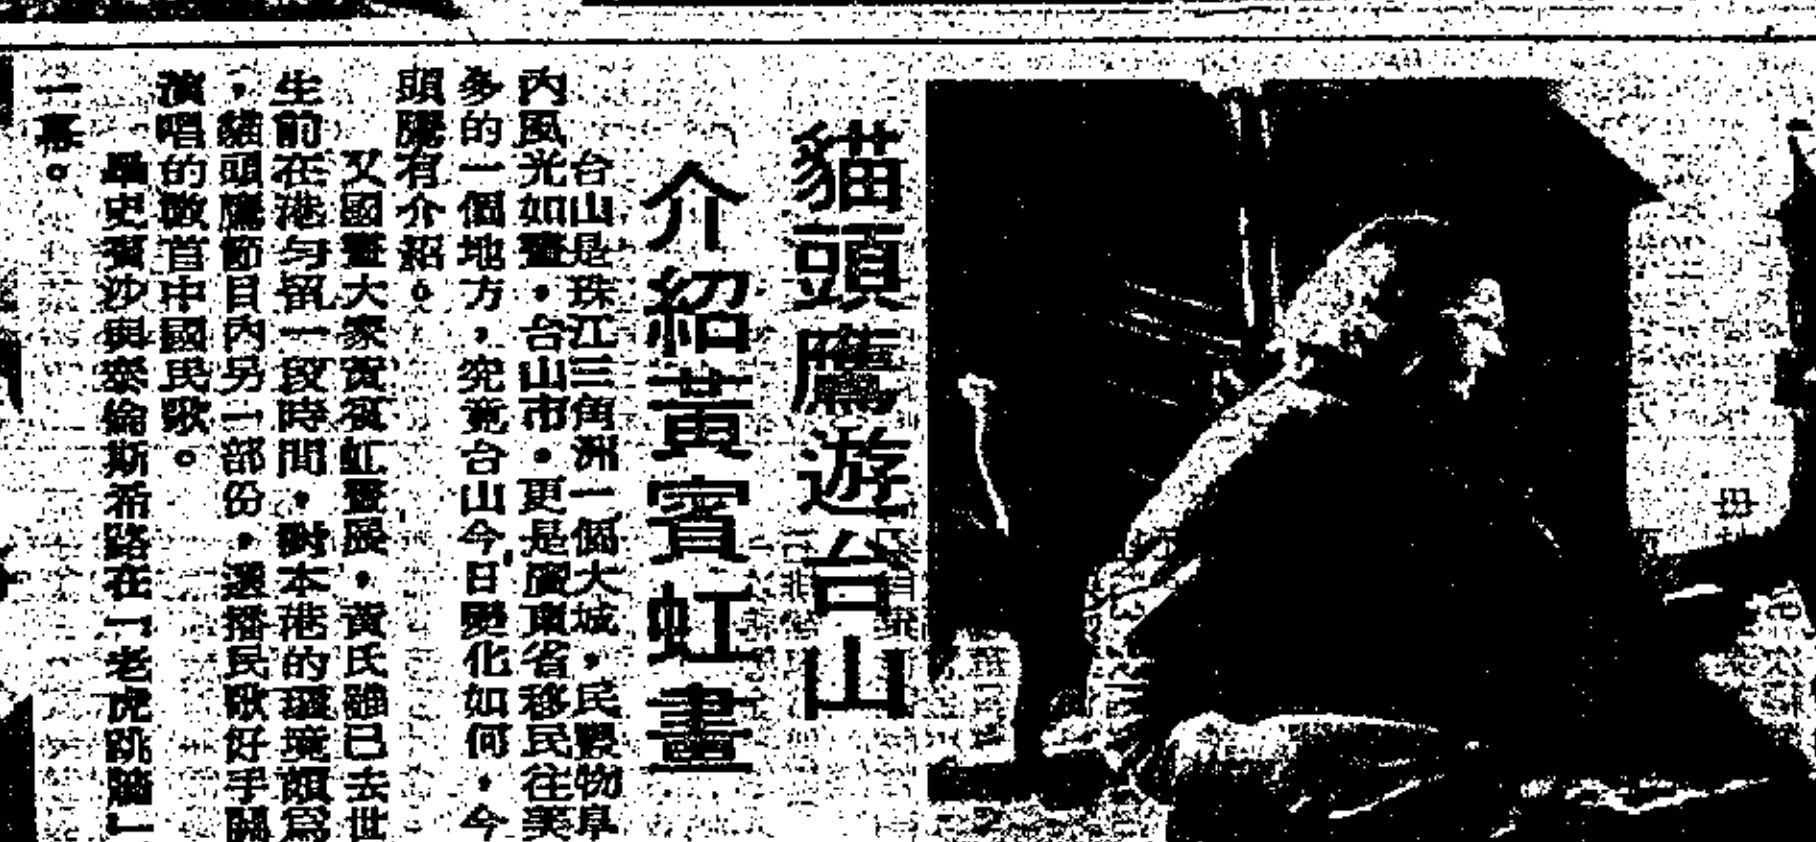 貓頭鷹遊台山
介紹黃賓虹畫
台山是珠江三角洲一個大城，民豐物阜
內風光如畫。台山市。更是廣東省移民往美
多的一個地方，究竟台山今日變化如何，今
頭鷹有介紹。
又國畫大家黃賓虹畫展，黃氏雖已去世
生前在港勾留一段時間，對本港的環境頗為
，貓頭鷹節目內另一部份，選播民歌好手關
演唱的數首中國民歌。
畢史賓沙與泰倫斯希路在「老虎跳牆」
一幕。